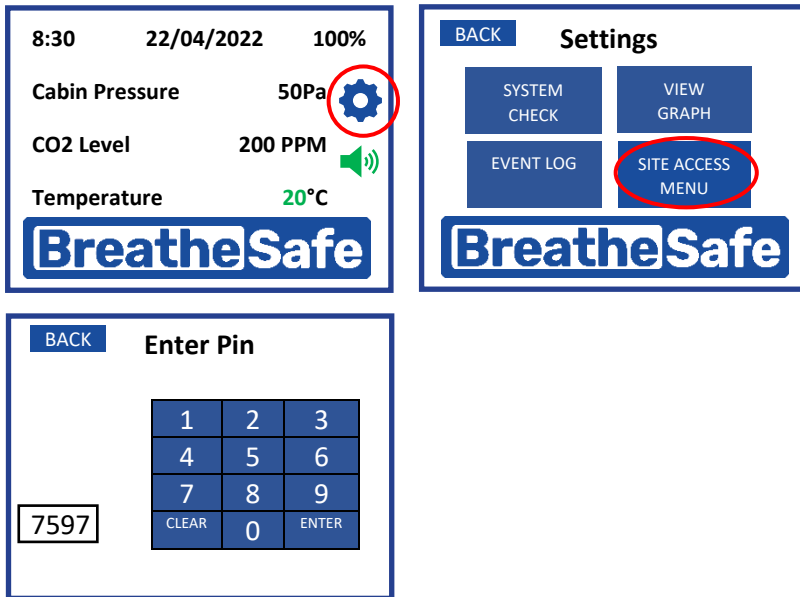 8:30 22/04/2022 100%
Cabin Pressure 50Pa
CO2 Level 200 PPM
Temperature 20°C
BreatheSafe
BACK Settings
SYSTEM CHECK
VIEW GRAPH
EVENT LOG
SITE ACCESS MENU
BreatheSafe
BACK Enter Pin
1 2 3
4 5 6
7 8 9
7597 CLEAR 0 ENTER